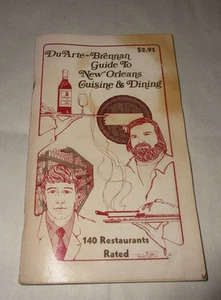 DuArte-Brennan
$2.95
Guide To
New Orleans
Cuisine & Dining
140 Restaurants
Rated